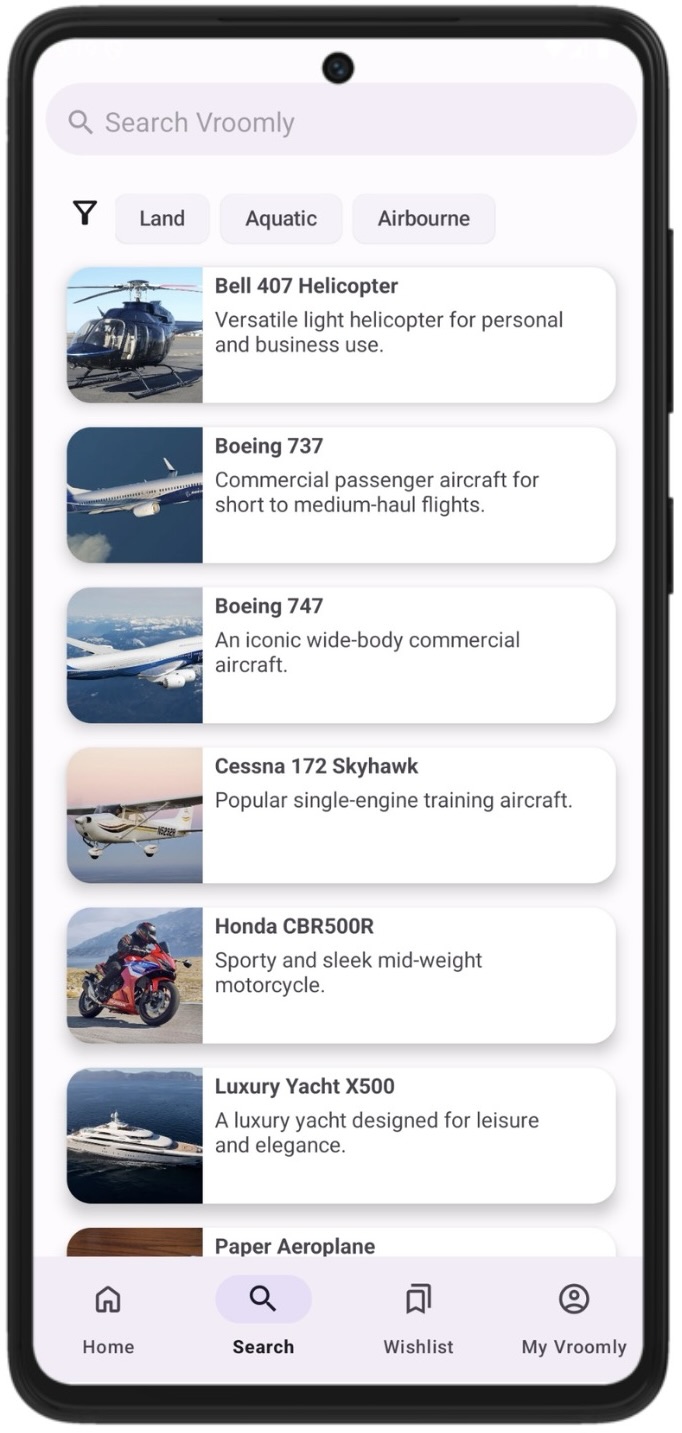 Search Vroomly
Land Aquatic Airbourne
Bell 407 Helicopter
Versatile light helicopter for personal
and business use.
Boeing 737
Commercial passenger aircraft for
short to medium-haul flights.
Boeing 747
An iconic wide-body commercial
aircraft.
Cessna 172 Skyhawk
Popular single-engine training aircraft.
Honda CBR500R
Sporty and sleek mid-weight
motorcycle.
Luxury Yacht X500
A luxury yacht designed for leisure
and elegance.
Paper Aeroplane
Home Search Wishlist My Vroomly